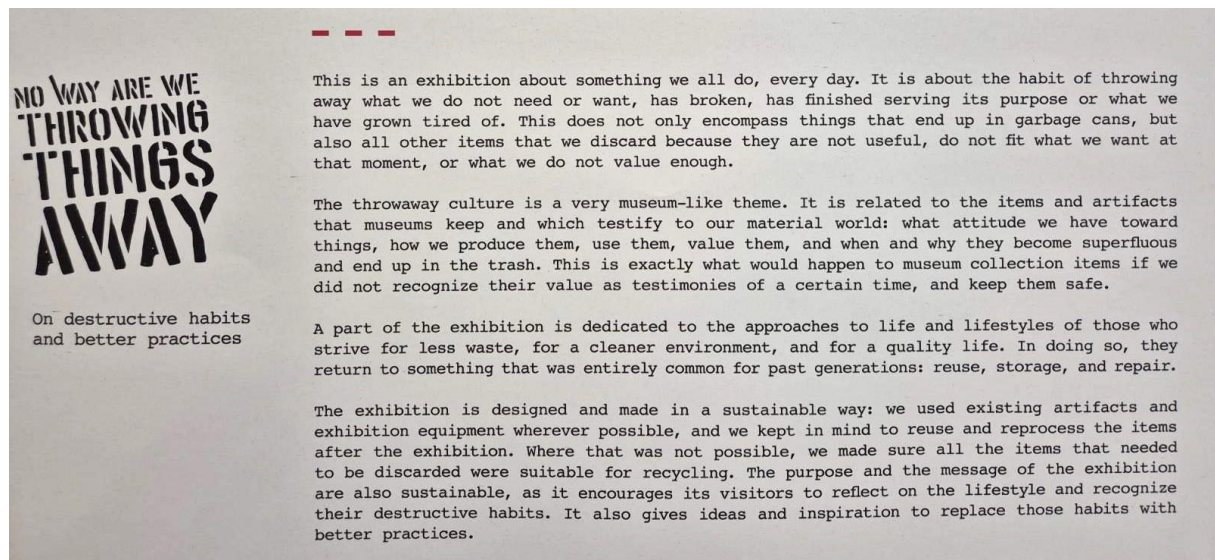 NO WAY ARE WE
THROWING
THINGS
AWAY
On destructive habits
and better practices
This is an exhibition about something we all do, every day. It is about the habit of throwing
away what we do not need or want, has broken, has finished serving its purpose or what we
have grown tired of. This does not only encompass things that end up in garbage cans, but
also all other items that we discard because they are not useful, do not fit what we want at
that moment, or what we do not value enough.
The throwaway culture is a very museum-like theme. It is related to the items and artifacts
that museums keep and which testify to our material world: what attitude we have toward
things, how we produce them, use them, value them, and when and why they become superfluous
and end up in the trash. This is exactly what would happen to museum collection items if we
did not recognize their value as testimonies of a certain time, and keep them safe.
A part of the exhibition is dedicated to the approaches to life and lifestyles of those who
strive for less waste, for a cleaner environment, and for a quality life. In doing so, they
return to something that was entirely common for past generations: reuse, storage, and repair.
The exhibition is designed and made in a sustainable way: we used existing artifacts and
exhibition equipment wherever possible, and we kept in mind to reuse and reprocess the items
after the exhibition. Where that was not possible, we made sure all the items that needed
to be discarded were suitable for recycling. The purpose and the message of the exhibition
are also sustainable, as it encourages its visitors to reflect on the lifestyle and recognize
their destructive habits. It also gives ideas and inspiration to replace those habits with
better practices.